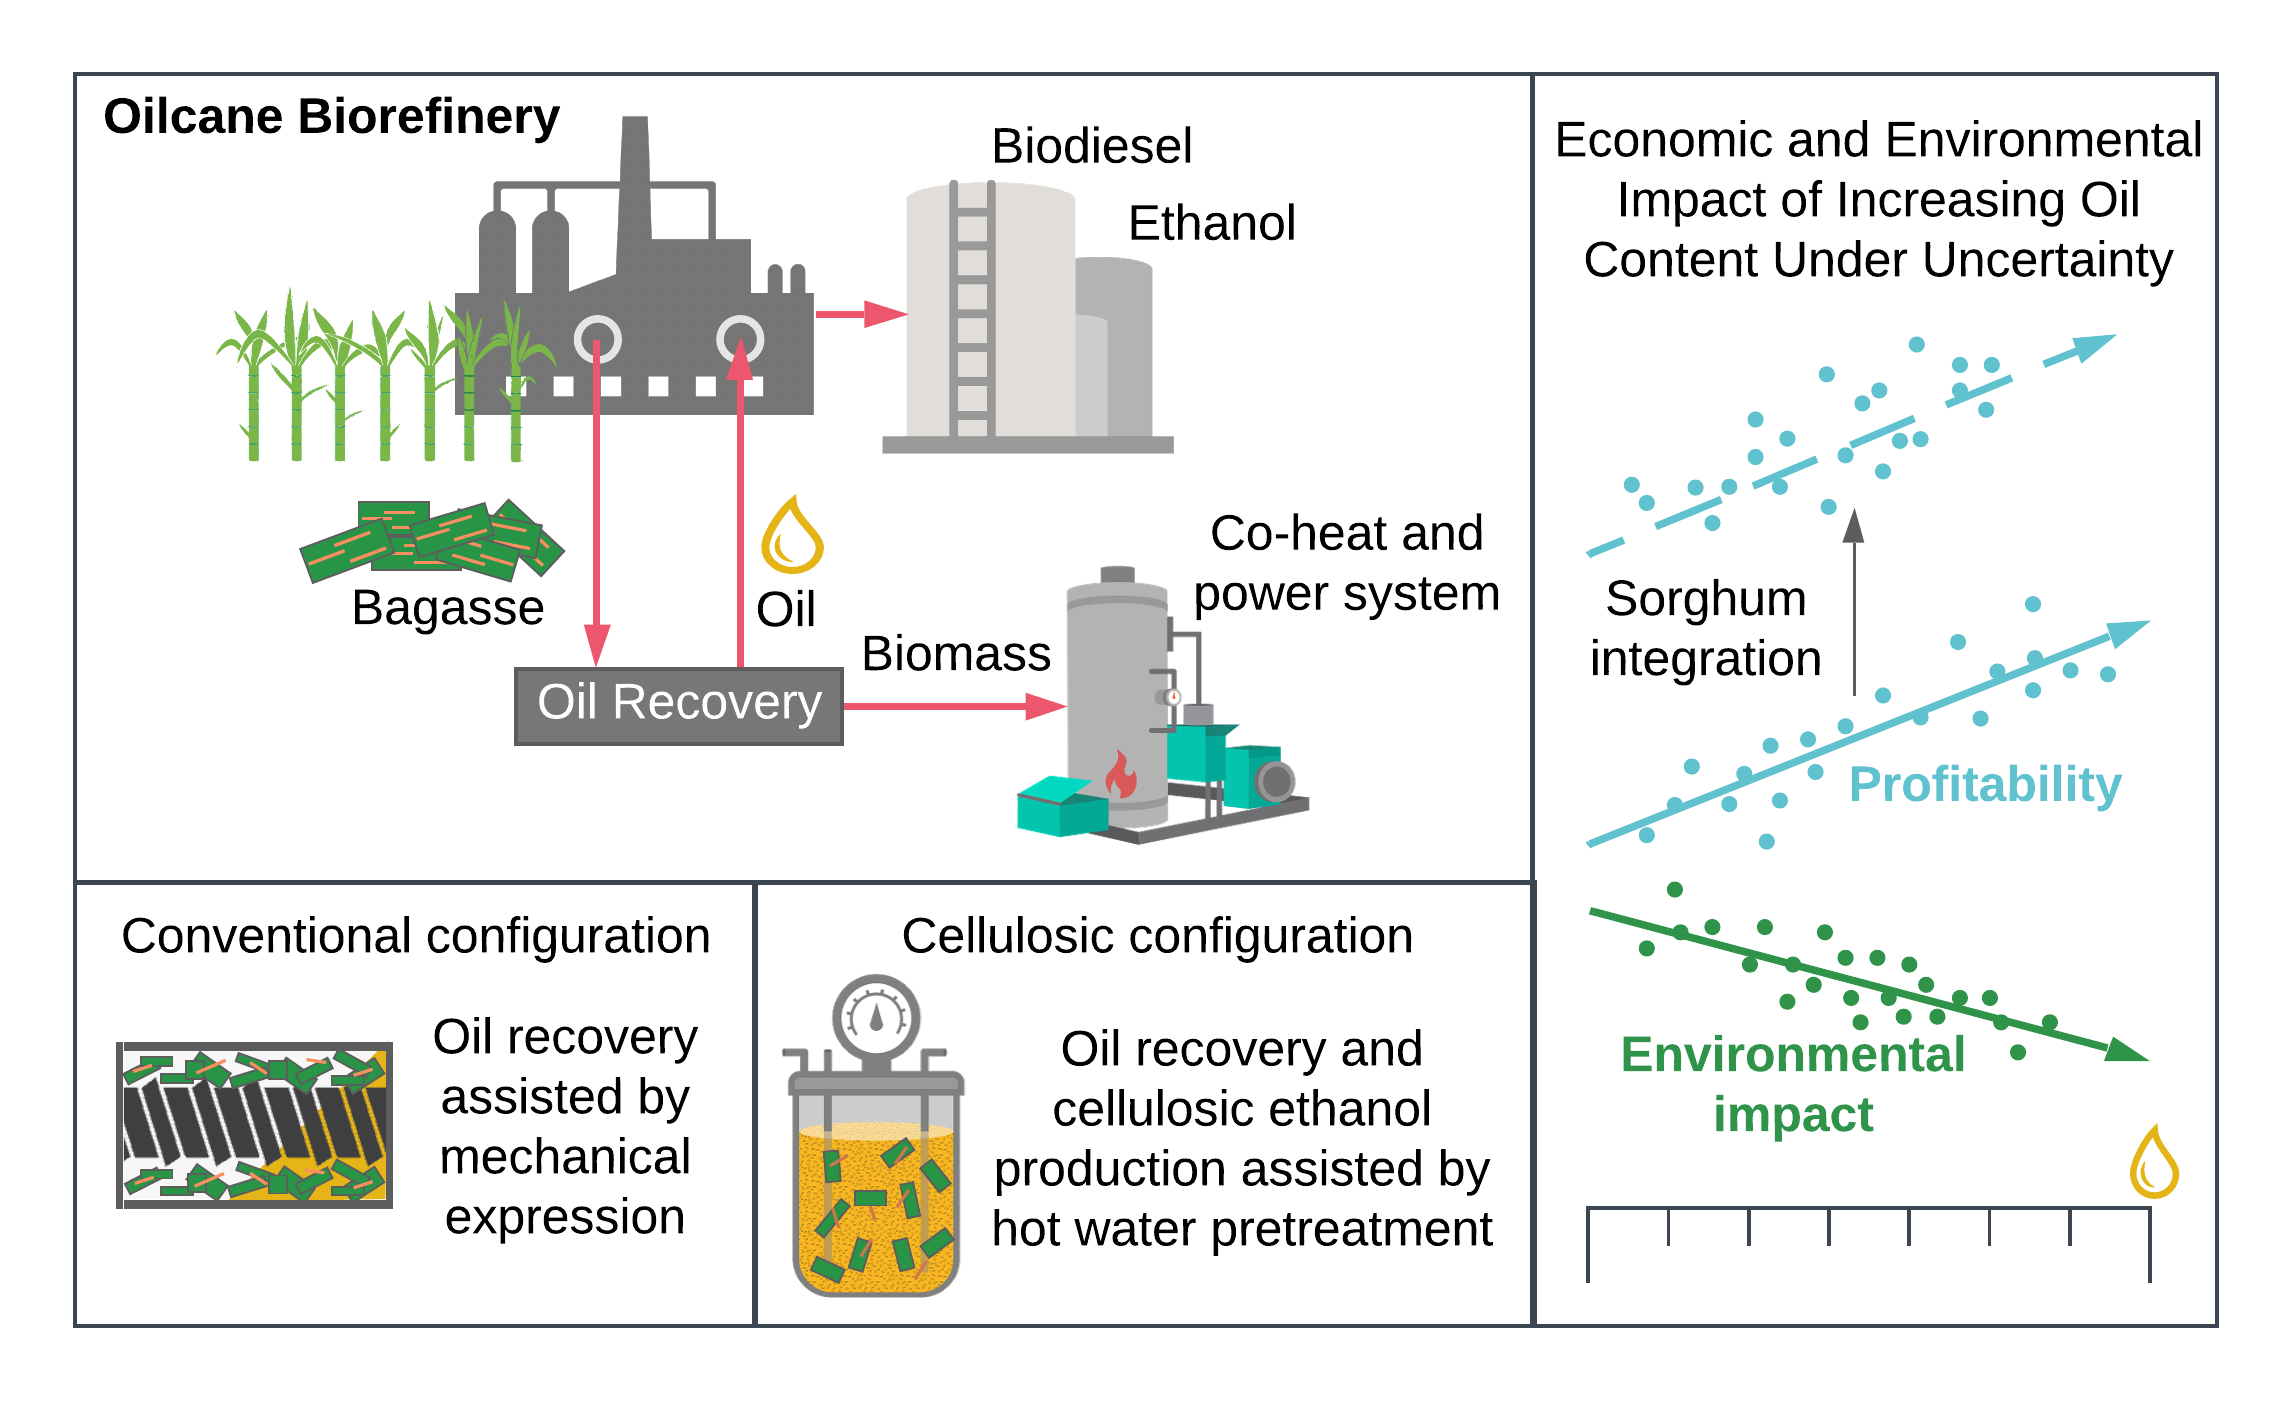 Oilcane Biorefinery
Biodiesel
Ethanol
Bagasse
Oil
Co-heat and
power system
Biomass
Oil Recovery
Conventional configuration
Oil recovery
assisted by
mechanical
expression
Cellulosic configuration
Oil recovery and
cellulosic ethanol
production assisted by
hot water pretreatment
Economic and Environmental
Impact of Increasing Oil
Content Under Uncertainty
Sorghum
integration
Profitability
Environmental
impact